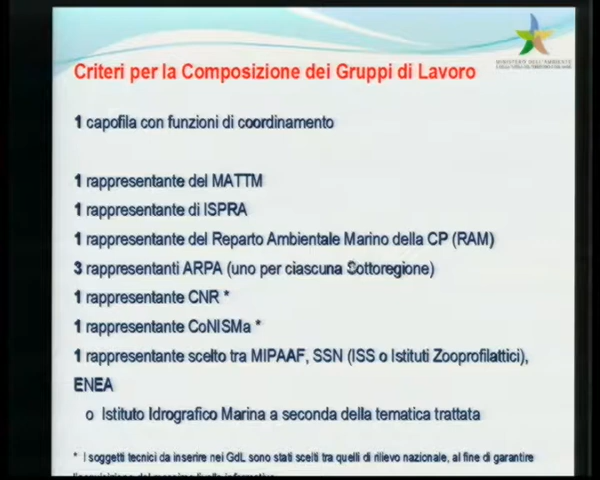 MINISTERO DELL'AMBIENTE
Criteri per la Composizione dei Gruppi di Lavoro
1 capofila con funzioni di coordinamento
1 rappresentante del MATTM
1 rappresentante di ISPRA
1 rappresentante del Reparto Ambientale Marino della CP (RAM)
3 rappresentanti ARPA (uno per ciascuna Sottoregione)
1 rappresentante CNR *
1 rappresentante CoNISMa *
1 rappresentante scelto tra MIPAAF, SSN (ISS o Istituti Zooprofilattici),
ENEA
o Istituto Idrografico Marina a seconda della tematica trattata
* I soggetti tecnici da inserire nei GdL sono stati scelti tra quelli di rilievo nazionale, al fine di garantire